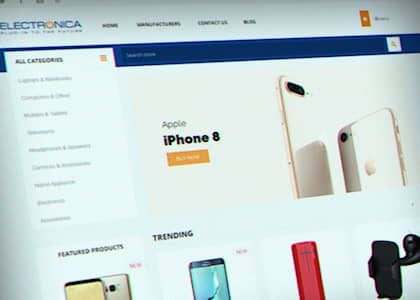 ELECTRONICA
PLUG-IN TO THE FUTURE
HOME
MANUFACTURERS
CONTACT US
BLOG
ALL CATEGORIES
Search store
Laptops & Notebooks
Computers & Office
Mobiles & Tablets
Televisions
Headphones & Speakers
Cameras & Accessories
Home Appliance
Electronics
Accessories
Apple
iPhone 8
BUY NOW
FEATURED PRODUCTS
TRENDING
NEW
NEW
NEW